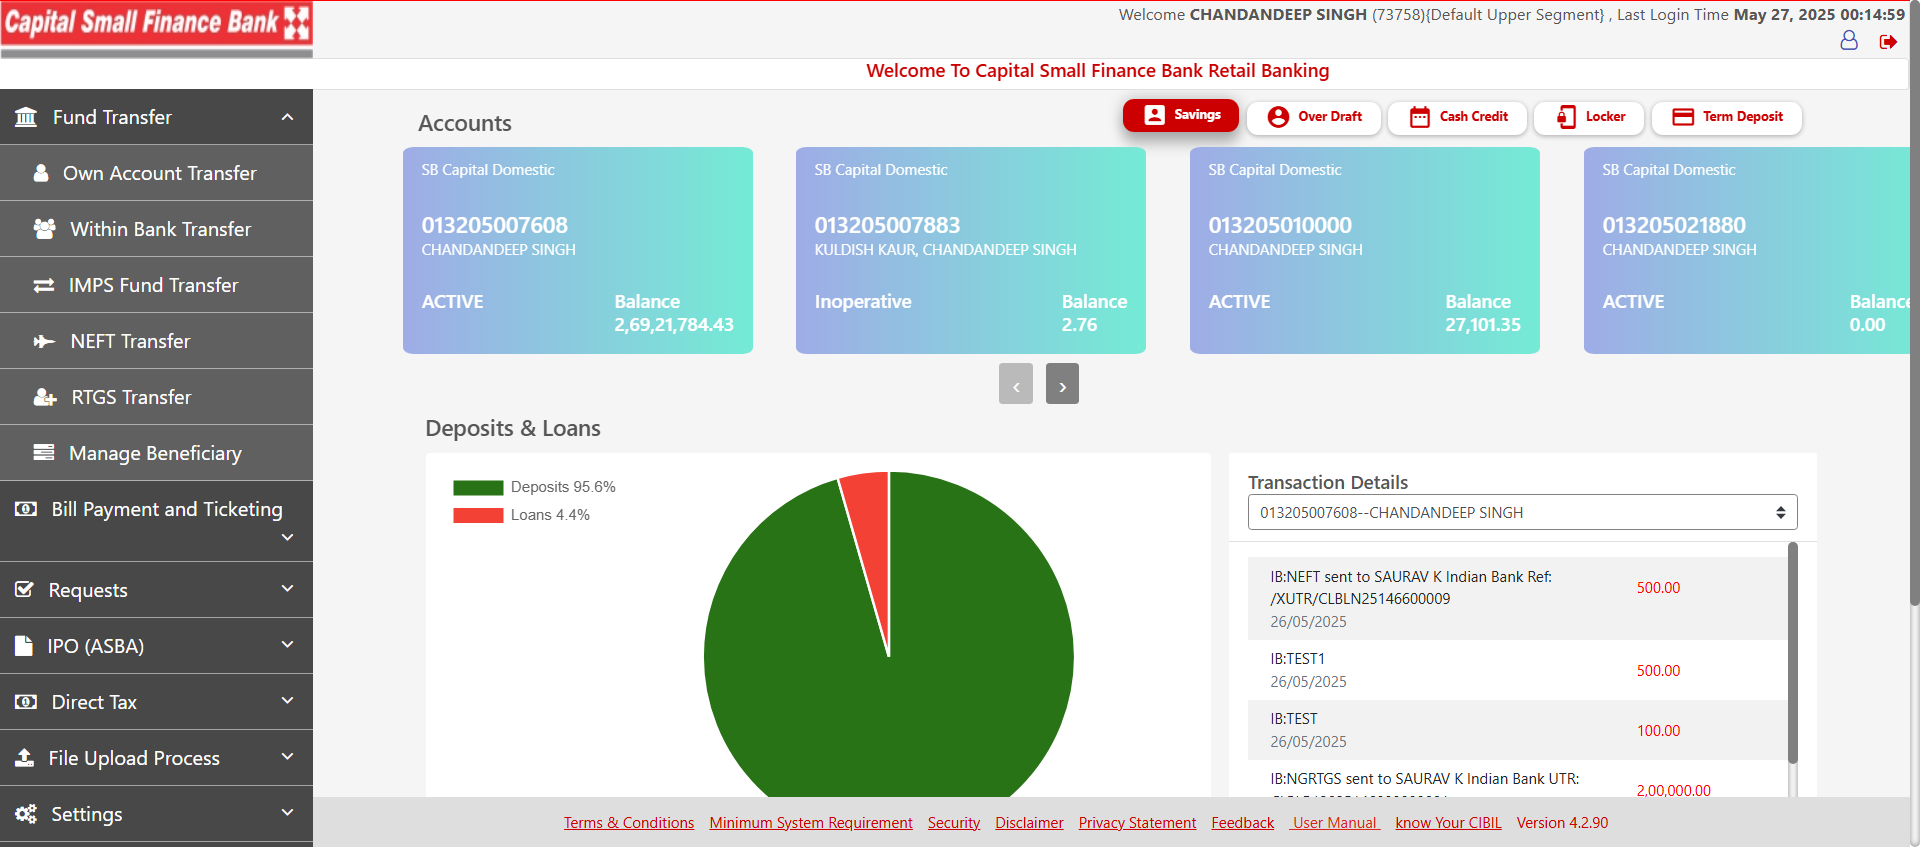 Capital Small Finance Bank
Welcome CHANDANDEEP SINGH (73758){Default Upper Segment} , Last Login Time May 27, 2025 00:14:59
Welcome To Capital Small Finance Bank Retail Banking
Fund Transfer
Own Account Transfer
Within Bank Transfer
IMPS Fund Transfer
NEFT Transfer
RTGS Transfer
Manage Beneficiary
Bill Payment and Ticketing
Requests
IPO (ASBA)
Direct Tax
File Upload Process
Settings
Accounts
Savings
Over Draft
Cash Credit
Locker
Term Deposit
SB Capital Domestic
013205007608
CHANDANDEEP SINGH
ACTIVE
Balance
2,69,21,784.43
SB Capital Domestic
013205007883
KULDISH KAUR, CHANDANDEEP SINGH
Inoperative
Balance
2.76
SB Capital Domestic
013205010000
CHANDANDEEP SINGH
ACTIVE
Balance
27,101.35
SB Capital Domestic
013205021880
CHANDANDEEP SINGH
ACTIVE
Balance
0.00
‹ ›
Deposits & Loans
Deposits 95.6%
Loans 4.4%
Transaction Details
013205007608--CHANDANDEEP SINGH
IB:NEFT sent to SAURAV K Indian Bank Ref:
/XUTR/CLBLN25146600009
500.00
26/05/2025
IB:TEST1
500.00
26/05/2025
IB:TEST
100.00
26/05/2025
IB:NGRTGS sent to SAURAV K Indian Bank UTR:
2,00,000.00
Terms & Conditions Minimum System Requirement Security Disclaimer Privacy Statement Feedback User Manual know Your CIBIL Version 4.2.90